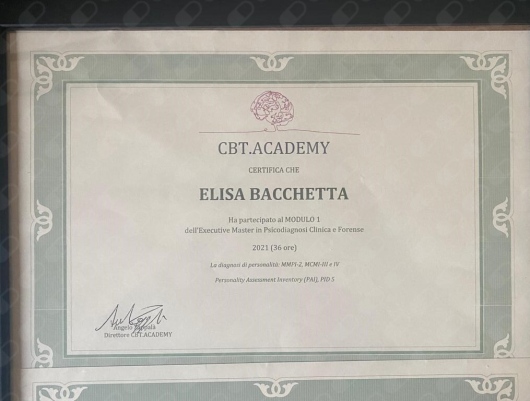 CBT.ACADEMY
CERTIFICA CHE
ELISA BACCHETTA
Ha partecipato al MODULO 1
dell'Executive Master in Psicodiagnosi Clinica e Forense
2021 (36 ore)
La diagnosi di personalità: MMPI-2, MCMI-III e IV
Personality Assessment Inventory (PAI), PID 5
Angelo
Direttore CBT.ACADEMY